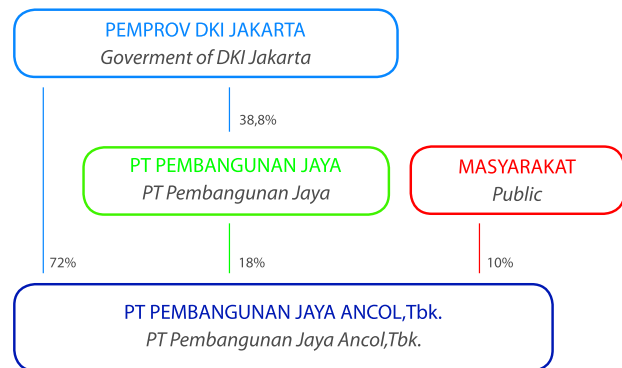 PEMPROV DKI JAKARTA
Goverment of DKI Jakarta
38,8%
PT PEMBANGUNAN JAYA
PT Pembangunan Jaya
MASYARAKAT
Public
72%
18%
10%
PT PEMBANGUNAN JAYA ANCOL,Tbk.
PT Pembangunan Jaya Ancol,Tbk.